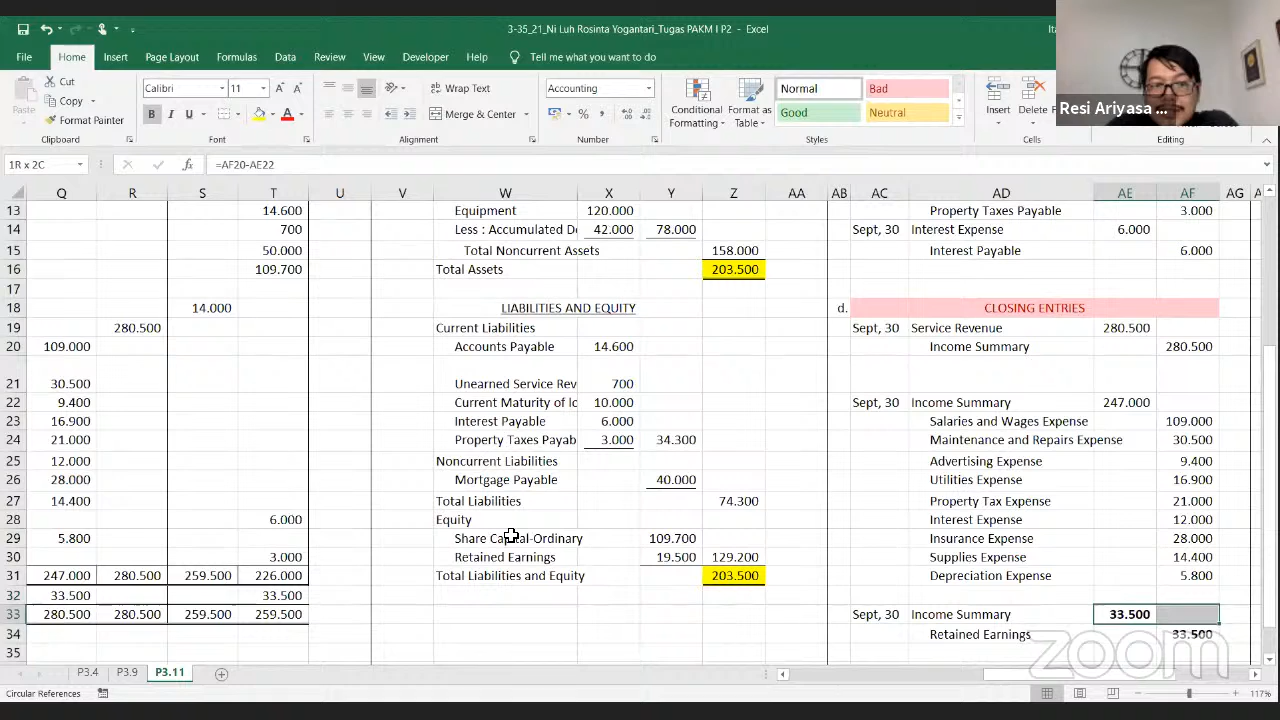 3-35_21_Ni Luh Rosinta Yogantari_Tugas PAKM I P2 - Excel
File Home Insert Page Layout Formulas Data Review View Developer Help Tell me what you want to do
Resi Ariyasa ...
Cut
Copy
Format Painter
Paste
Calibri 11
Wrap Text
Merge & Center
Accounting
Conditional Formatting
Format as Table
Normal Bad
Good Neutral
Insert Delete
Clipboard Font Alignment Number Styles Cells Editing
1R x 2C =AF20-AE22
Q R S T U V W X Y Z AA AB AC AD AE AF AG
13 14.600 Equipment 120.000 Property Taxes Payable 3.000
14 700 Less : Accumulated De 42.000 78.000 Sept, 30 Interest Expense 6.000
15 50.000 Total Noncurrent Assets 158.000 Interest Payable 6.000
16 109.700 Total Assets 203.500
17
18 14.000 LIABILITIES AND EQUITY d. CLOSING ENTRIES
19 280.500 Current Liabilities Sept, 30 Service Revenue 280.500
20 109.000 Accounts Payable 14.600 Income Summary 280.500
21 30.500 Unearned Service Rev 700
22 9.400 Current Maturity of lo 10.000 Sept, 30 Income Summary 247.000
23 16.900 Interest Payable 6.000 Salaries and Wages Expense 109.000
24 21.000 Property Taxes Payab 3.000 34.300 Maintenance and Repairs Expense 30.500
25 12.000 Noncurrent Liabilities Advertising Expense 9.400
26 28.000 Mortgage Payable 40.000 Utilities Expense 16.900
27 14.400 Total Liabilities 74.300 Property Tax Expense 21.000
28 6.000 Equity Interest Expense 12.000
29 5.800 Share Capital-Ordinary 109.700 Insurance Expense 28.000
30 3.000 Retained Earnings 19.500 129.200 Supplies Expense 14.400
31 247.000 280.500 259.500 226.000 Total Liabilities and Equity 203.500 Depreciation Expense 5.800
32 33.500 33.500
33 280.500 280.500 259.500 259.500 Sept, 30 Income Summary 33.500
34 Retained Earnings 33.500
35
zoom
P3.4 P3.9 P3.11
Circular References 117%